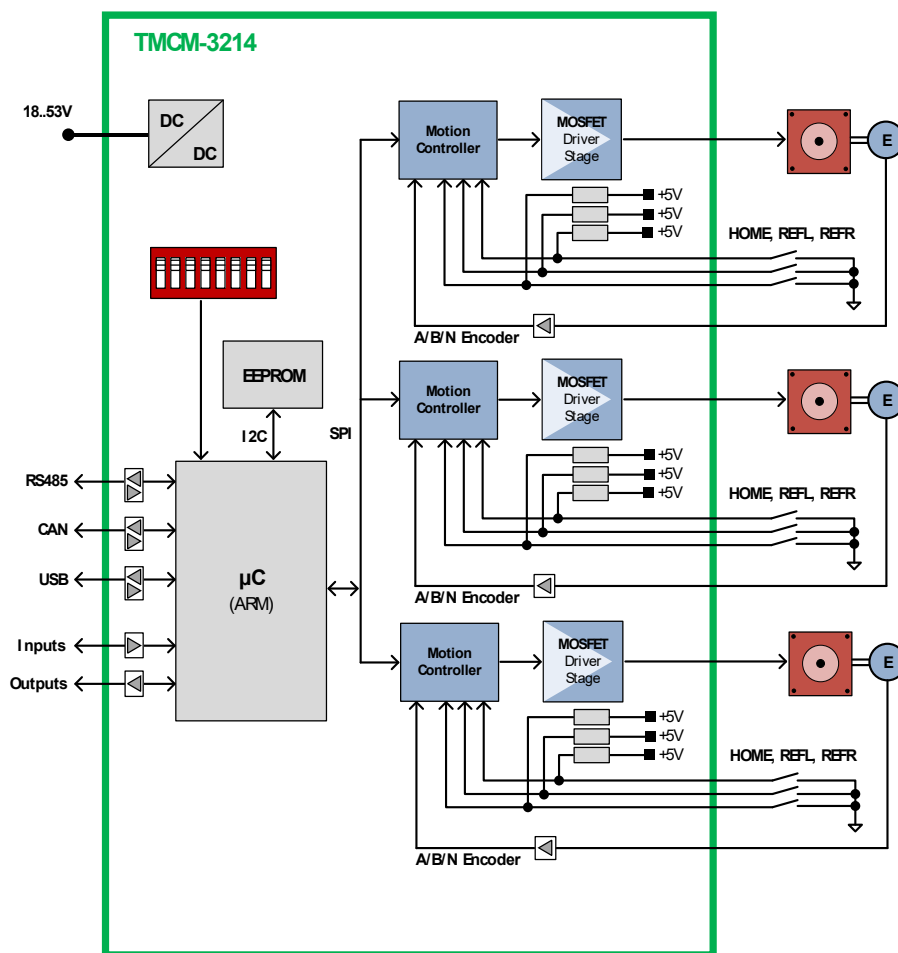 TMCM-3214
18..53V
DC
DC
Motion
Controller
MOSFET
Driver
Stage
E
+5V
+5V
+5V
HOME, REFL, REFR
A/B/N Encoder
EEPROM
I2C
SPI
Motion
Controller
MOSFET
Driver
Stage
E
+5V
+5V
+5V
HOME, REFL, REFR
A/B/N Encoder
RS485
CAN
USB
Inputs
Outputs
µC
(ARM)
Motion
Controller
MOSFET
Driver
Stage
E
+5V
+5V
+5V
HOME, REFL, REFR
A/B/N Encoder